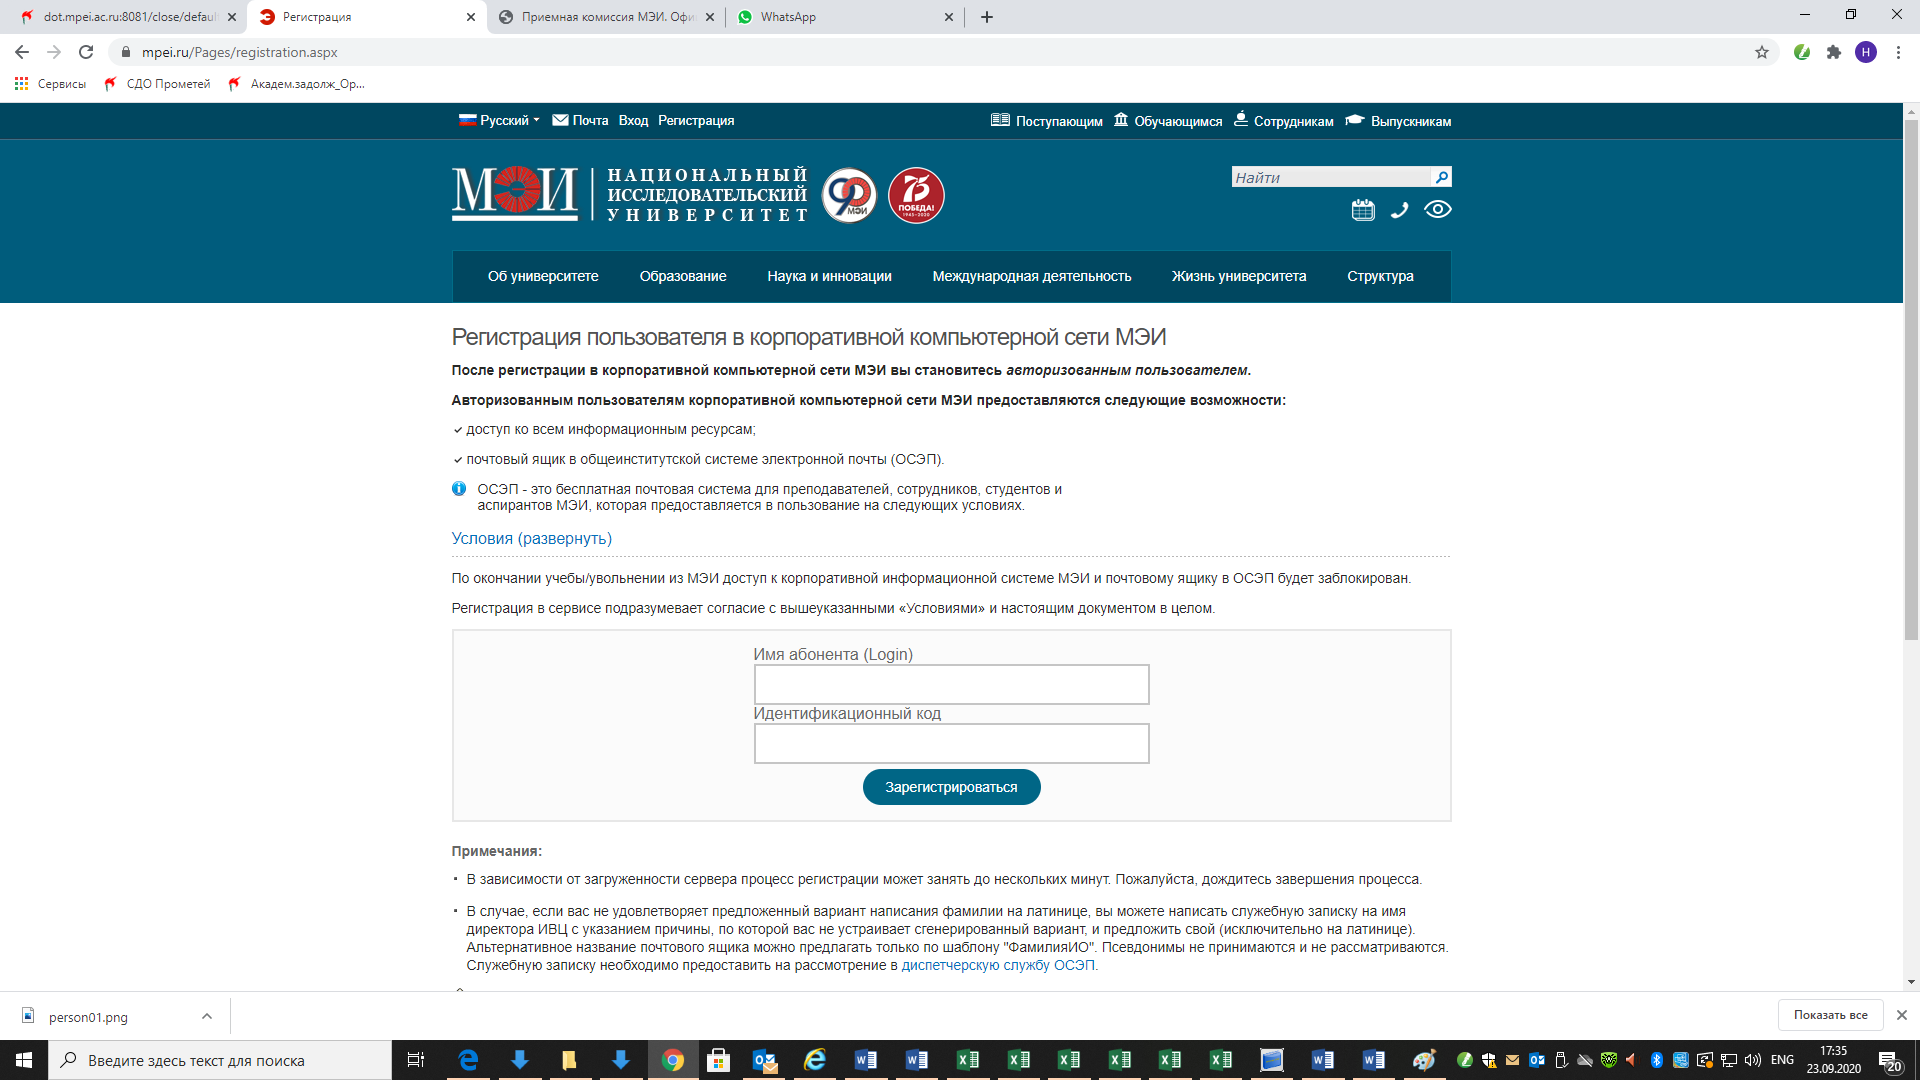 dot.mpei.ac.ru:8081/close/defaul
Регистрация
Приемная комиссия МЭИ. Офи
WhatsApp
mpei.ru/Pages/registration.aspx
H
Сервисы
СДО Прометей
Академ.задолж_Ор...
Русский
Почта
Вход
Регистрация
Поступающим
Обучающимся
Сотрудникам
Выпускникам
МЭИ
НАЦИОНАЛЬНЫЙ
ИССЛЕДОВАТЕЛЬСКИЙ
УНИВЕРСИТЕТ
90
МЭИ
75
ПОБЕДА!
1945-2020
Найти
Об университете
Образование
Наука и инновации
Международная деятельность
Жизнь университета
Структура
Регистрация пользователя в корпоративной компьютерной сети МЭИ
После регистрации в корпоративной компьютерной сети МЭИ вы становитесь авторизованным пользователем.
Авторизованным пользователям корпоративной компьютерной сети МЭИ предоставляются следующие возможности:
доступ ко всем информационным ресурсам;
почтовый ящик в общеинститутской системе электронной почты (ОСЭП).
ОСЭП - это бесплатная почтовая система для преподавателей, сотрудников, студентов и
аспирантов МЭИ, которая предоставляется в пользование на следующих условиях.
Условия (развернуть)
По окончании учебы/увольнении из МЭИ доступ к корпоративной информационной системе МЭИ и почтовому ящику в ОСЭП будет заблокирован.
Регистрация в сервисе подразумевает согласие с вышеуказанными «Условиями» и настоящим документом в целом.
Имя абонента (Login)
Идентификационный код
Зарегистрироваться
Примечания:
В зависимости от загруженности сервера процесс регистрации может занять до нескольких минут. Пожалуйста, дождитесь завершения процесса.
В случае, если вас не удовлетворяет предложенный вариант написания фамилии на латинице, вы можете написать служебную записку на имя
директора ИВЦ с указанием причины, по которой вас не устраивает сгенерированный вариант, и предложить свой (исключительно на латинице).
Альтернативное название почтового ящика можно предлагать только по шаблону "ФамилияИО". Псевдонимы не принимаются и не рассматриваются.
Служебную записку необходимо предоставить на рассмотрение в диспетчерскую службу ОСЭП.
person01.png
Показать все
Введите здесь текст для поиска
ENG
17:35
23.09.2020
20